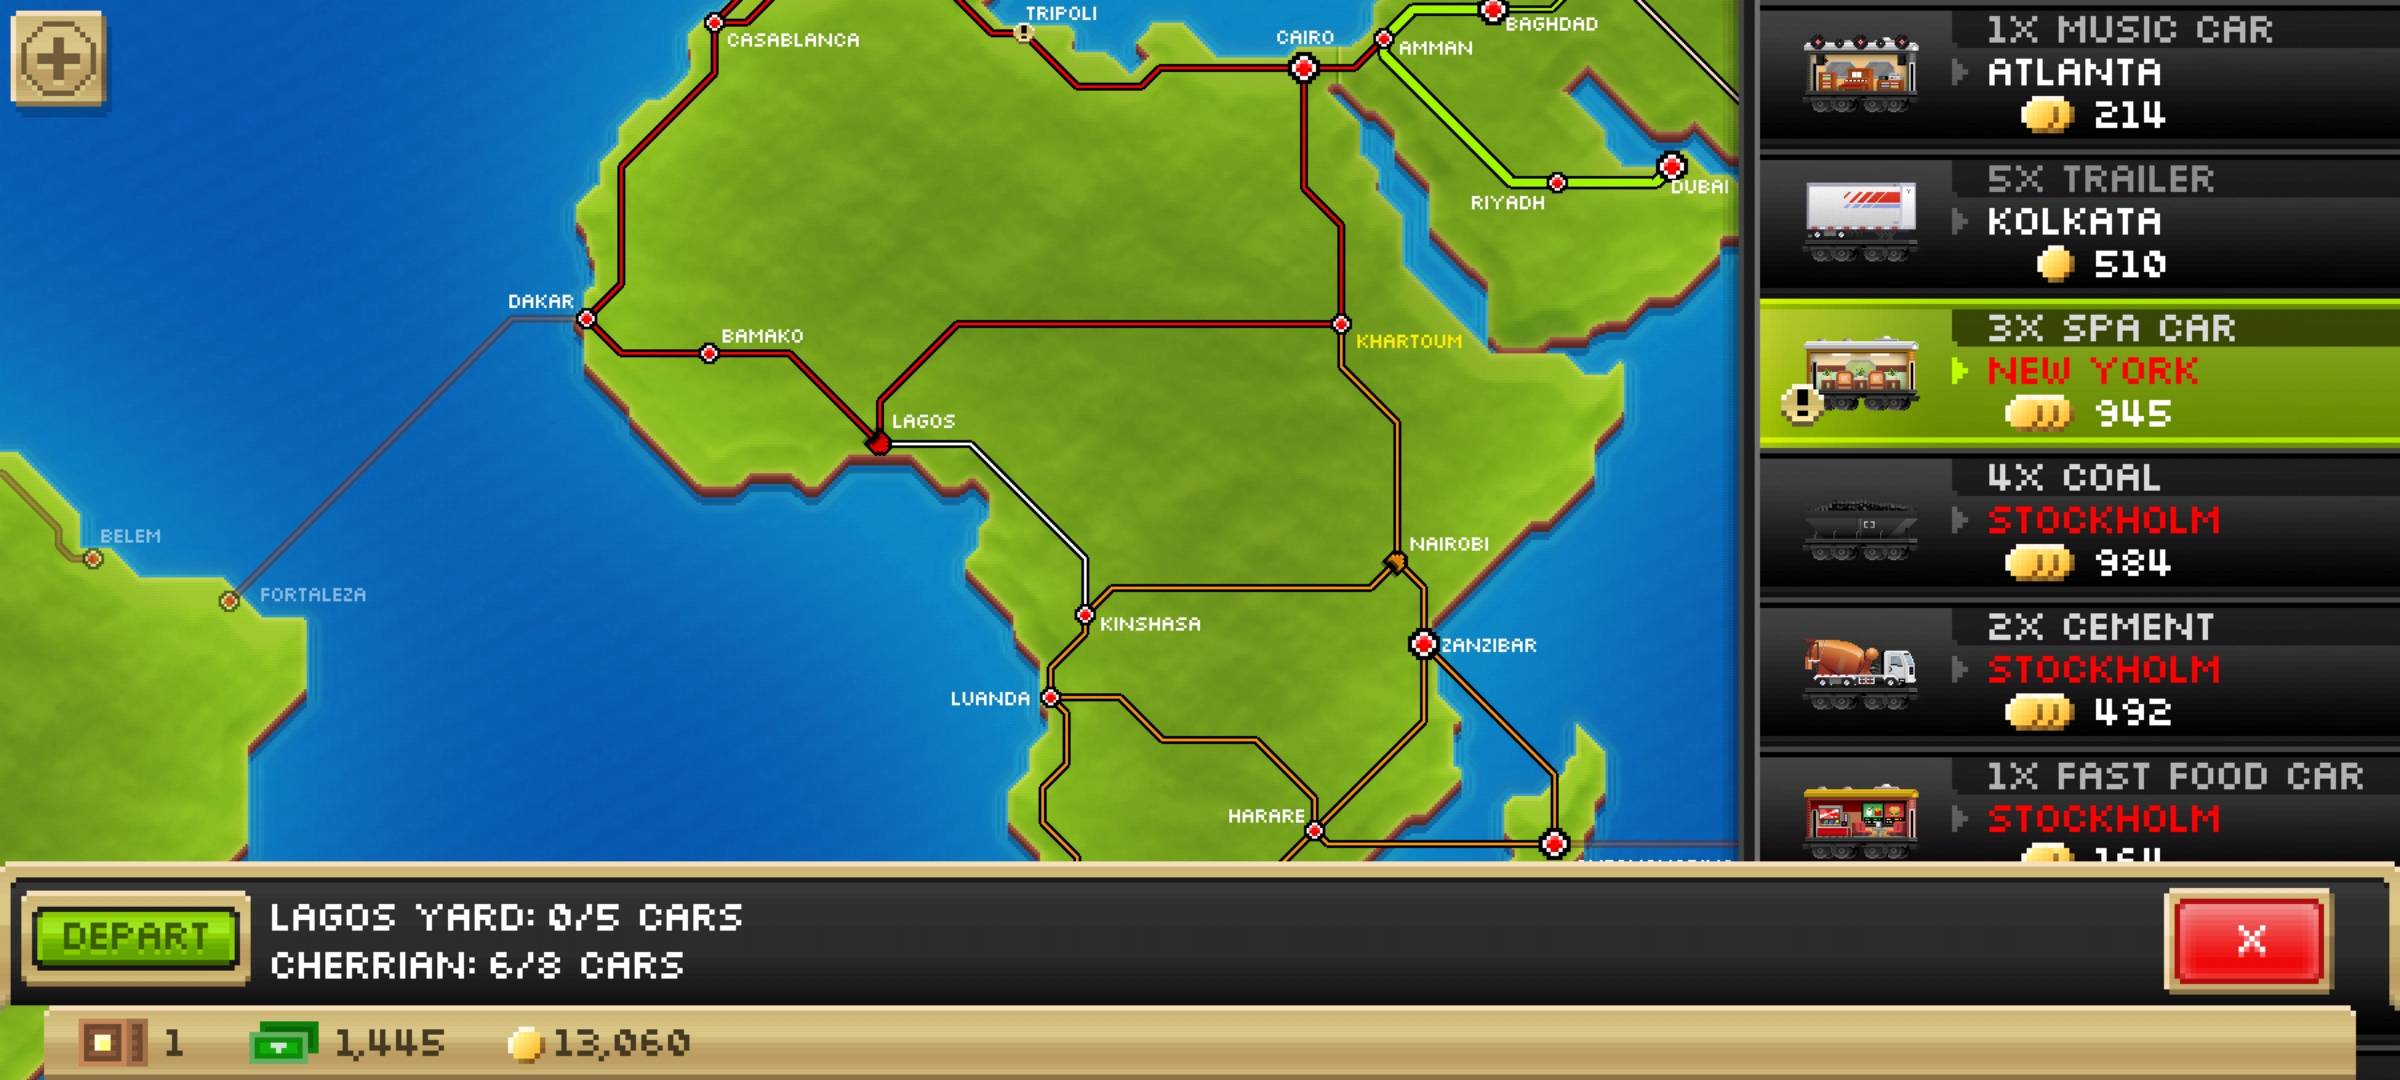 TRIPOLI
CASABLANCA
CAIRO
AMMAN
BAGHDAD
DUBAI
RIYADH
DAKAR
BAMAKO
KHARTOUM
LAGOS
BELEM
FORTALEZA
NAIROBI
KINSHASA
ZANZIBAR
LUANDA
HARARE
1X MUSIC CAR
ATLANTA
214
5X TRAILER
KOLKATA
510
3X SPA CAR
NEW YORK
945
4X COAL
STOCKHOLM
984
2X CEMENT
STOCKHOLM
492
1X FAST FOOD CAR
STOCKHOLM
164
DEPART
LAGOS YARD: 0/5 CARS
CHERRIAN: 6/8 CARS
X
1
1,445
13,060